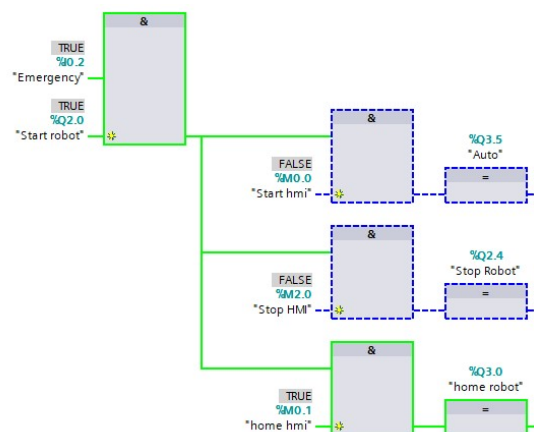 &
TRUE
%I0.2
"Emergency"
TRUE
%Q2.0
"Start robot"
&
FALSE
%M0.0
"Start hmi"
%Q3.5
"Auto"
=
&
FALSE
%M2.0
"Stop HMI"
%Q2.4
"Stop Robot"
=
&
TRUE
%M0.1
"home hmi"
%Q3.0
"home robot"
=